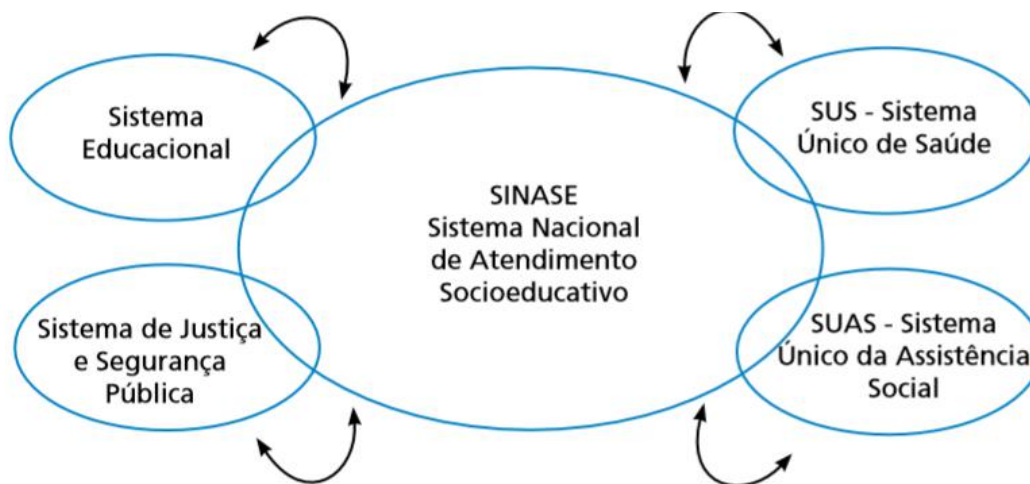 Sistema
Educacional
SUS - Sistema
Único de Saúde
SINASE
Sistema Nacional
de Atendimento
Socioeducativo
Sistema de Justiça
e Segurança
Pública
SUAS - Sistema
Único da Assistência
Social